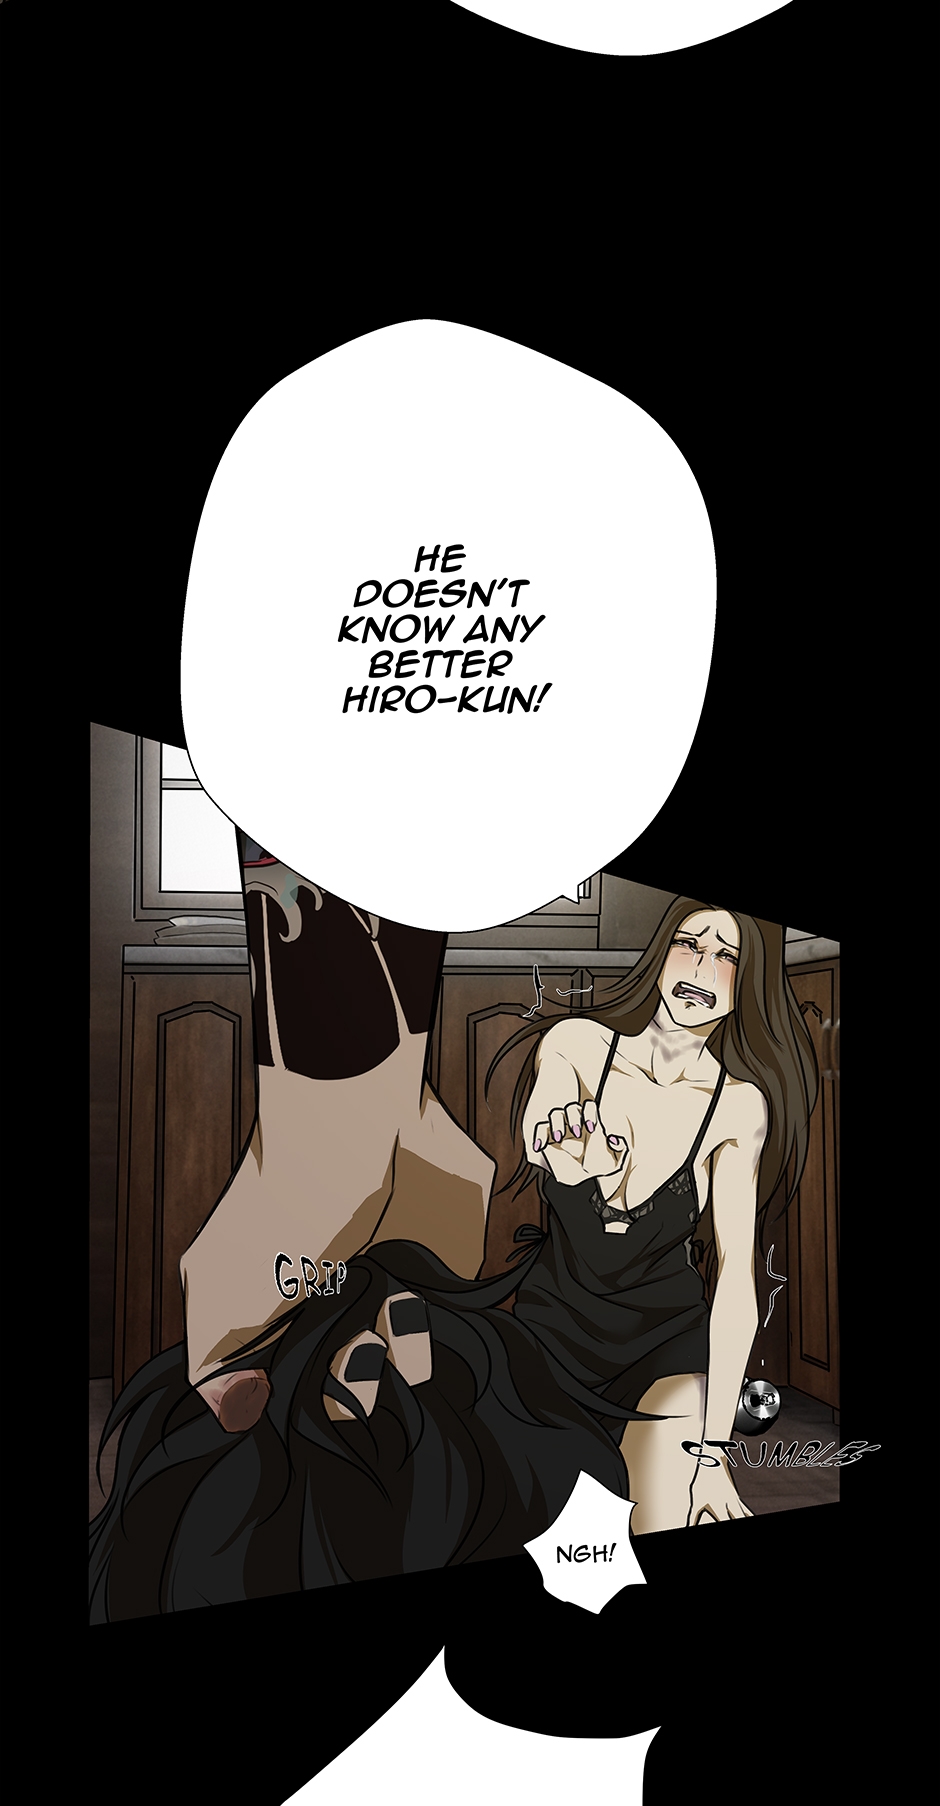 HE
DOESN'T
KNOW ANY
BETTER
HIRO-KUN!
GRIP
STUMBLES
NGH!